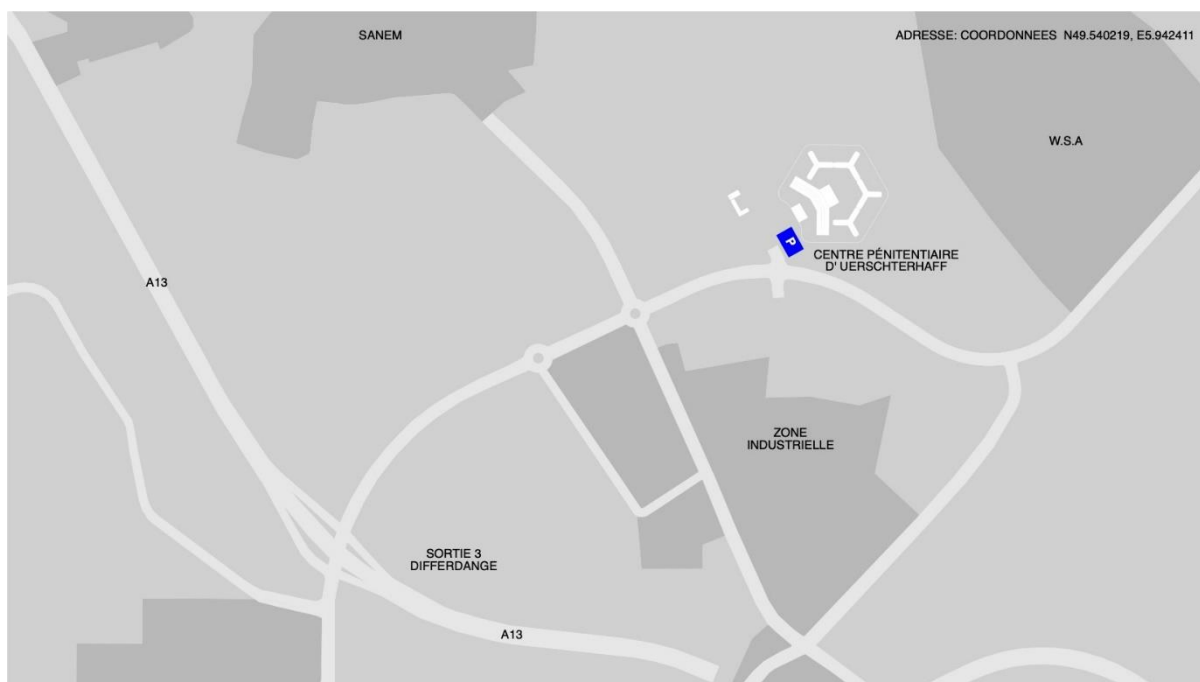 SANEM
ADRESSE: COORDONNEES N49.540219, E5.942411
W.S.A
P
CENTRE PÉNITENTIAIRE
D' UERSCHTERHAFF
A13
ZONE
INDUSTRIELLE
SORTIE 3
DIFFERDANGE
A13